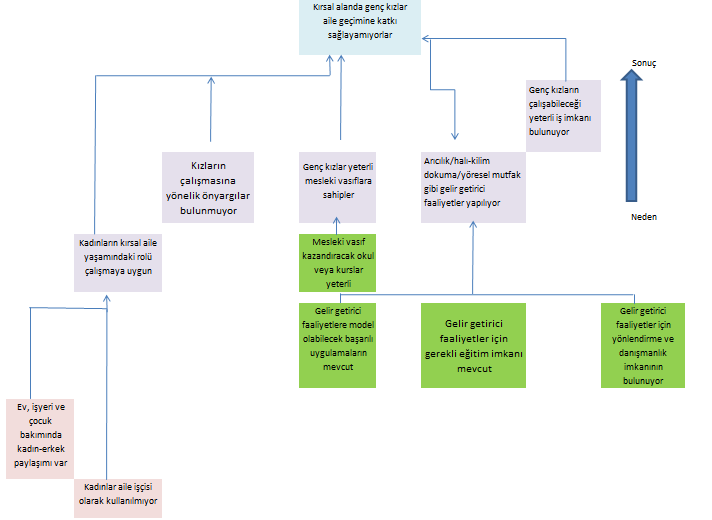 Kırsal alanda genç kızlar
aile geçimine katkı
sağlayamıyorlar
Sonuç
Genç kızların
çalışabileceği
yeterli iş imkanı
bulunuyor
Kızların
çalışmasına
yönelik önyargılar
bulunmuyor
Genç kızlar yeterli
mesleki vasıflara
sahipler
Arıcılık/halı-kilim
dokuma/yöresel mutfak
gibi gelir getirici
faaliyetler yapılıyor
Neden
Kadınların kırsal aile
yaşamındaki rolü
çalışmaya uygun
Mesleki vasıf
kazandıracak okul
veya kurslar
yeterli
Gelir getirici
faaliyetlere model
olabilecek başarılı
uygulamaların
mevcut
Gelir getirici
faaliyetler için
gerekli eğitim imkanı
mevcut
Gelir getirici
faaliyetler için
yönlendirme ve
danışmanlık
imkanının
bulunuyor
Ev, işyeri ve
çocuk
bakımında
kadın-erkek
paylaşımı var
Kadınlar aile işçisi
olarak kullanılmıyor